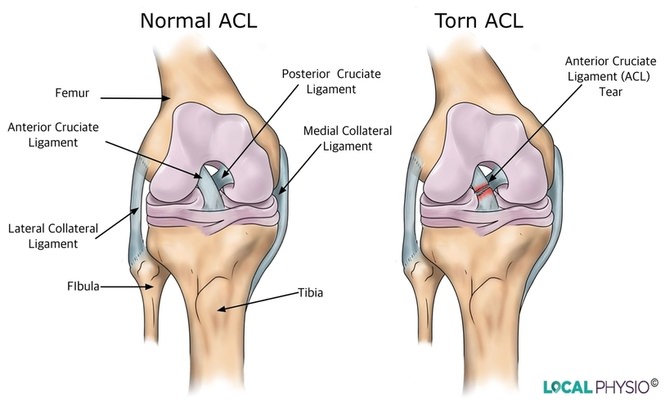 Normal ACL
Torn ACL
Femur
Anterior Cruciate
Ligament
Lateral Collateral
Ligament
FIbula
Posterior Cruciate
Ligament
Medial Collateral
Ligament
Tibia
Anterior Cruciate
Ligament (ACL)
Tear
LOCAL PHYSIO©